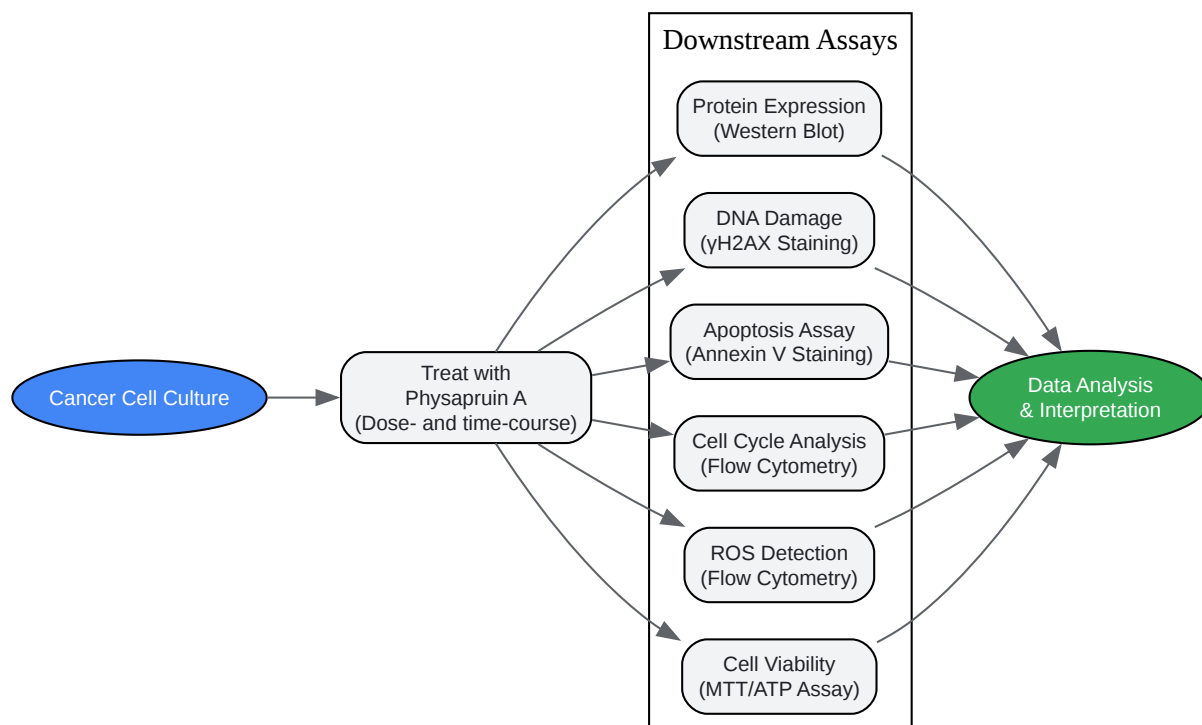 Downstream Assays
Protein Expression
(Western Blot)
DNA Damage
(γH2AX Staining)
Apoptosis Assay
(Annexin V Staining)
Cancer Cell Culture
Treat with
Physapruin A
(Dose- and time-course)
Data Analysis
& Interpretation
Cell Cycle Analysis
(Flow Cytometry)
ROS Detection
(Flow Cytometry)
Cell Viability
(MTT/ATP Assay)